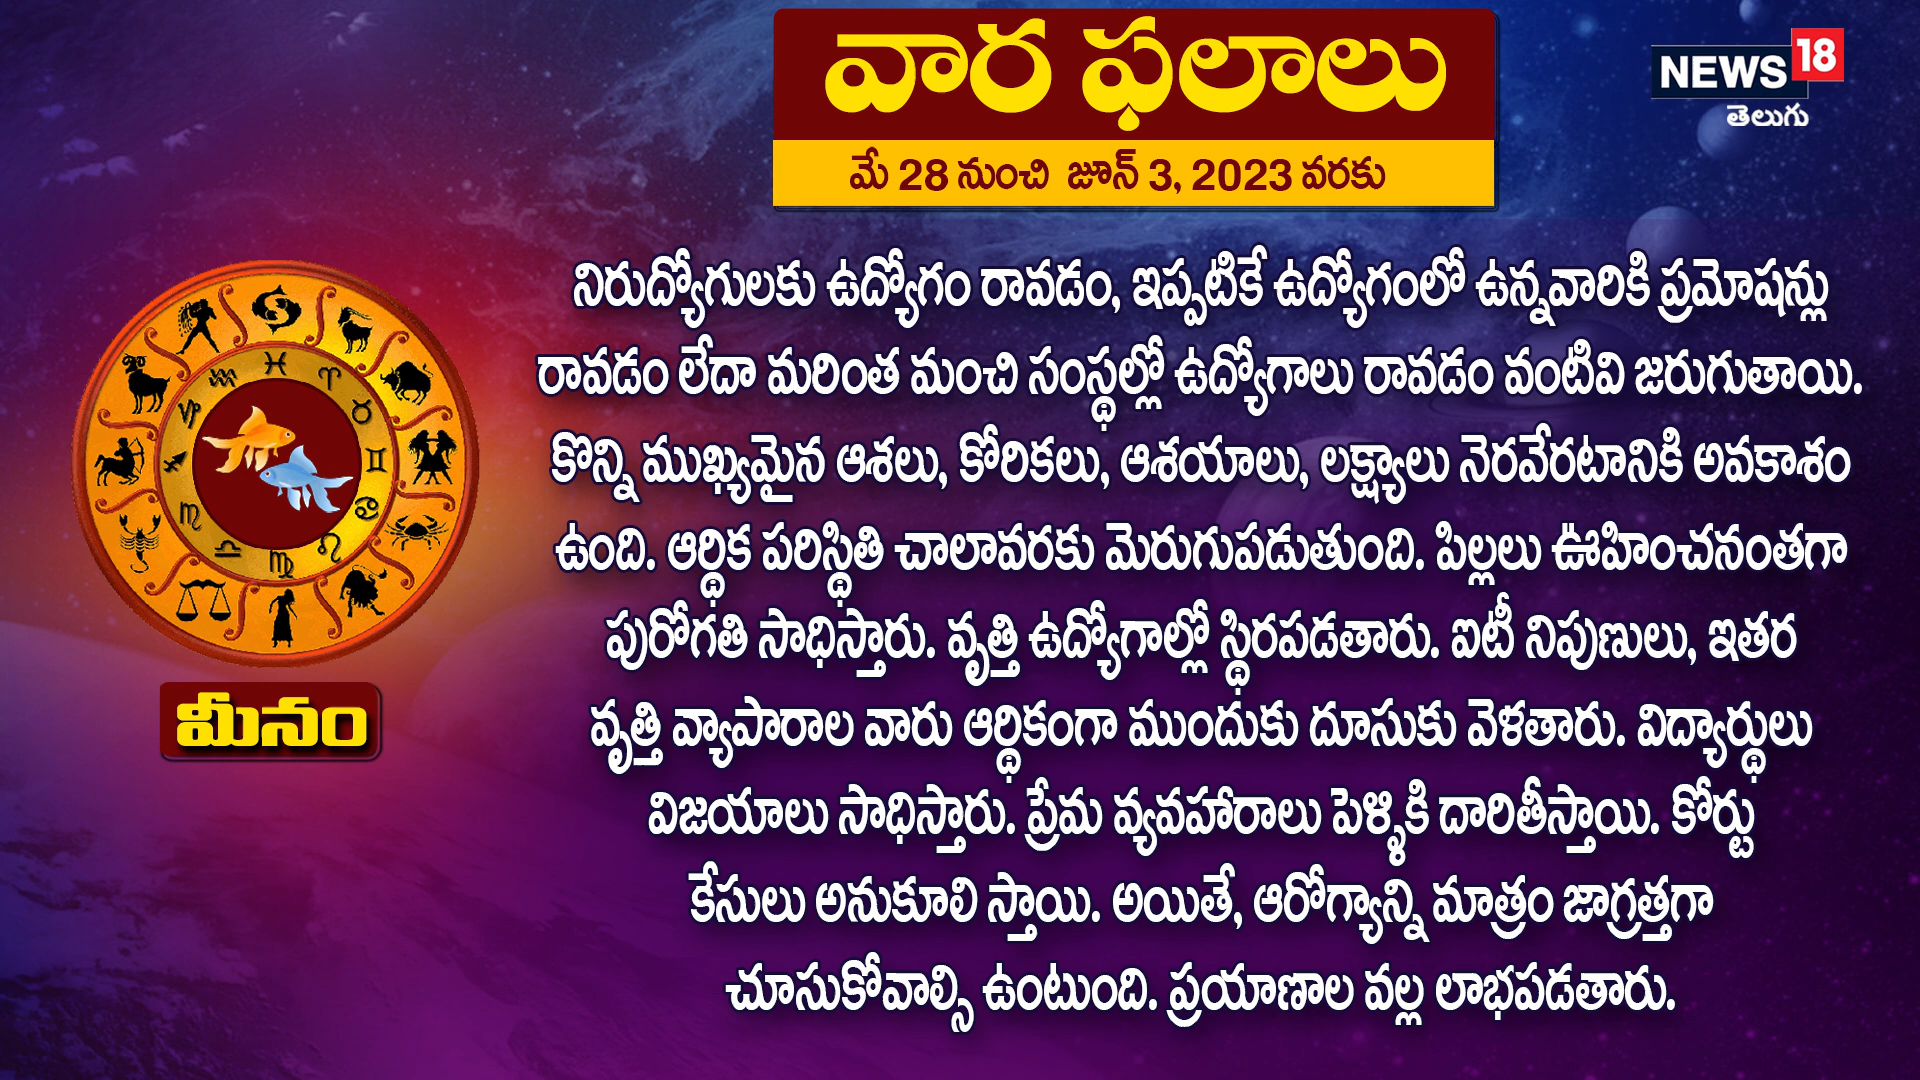 వార ఫలాలు
NEWS 18
తెలుగు
మే 28 నుంచి జూన్ 3, 2023 వరకు
నిరుద్యోగులకు ఉద్యోగం రావడం, ఇప్పటికే ఉద్యోగంలో ఉన్నవారికి ప్రమోషన్లు
రావడం లేదా మరింత మంచి సంస్థల్లో ఉద్యోగాలు రావడం వంటివి జరుగుతాయి.
కొన్ని ముఖ్యమైన ఆశలు, కోరికలు, ఆశయాలు, లక్ష్యాలు నెరవేరటానికి అవకాశం
ఉంది. ఆర్థిక పరిస్థితి చాలావరకు మెరుగుపడుతుంది. పిల్లలు ఊహించనంతగా
పురోగతి సాధిస్తారు. వృత్తి ఉద్యోగాల్లో స్థిరపడతారు. ఐటీ నిపుణులు, ఇతర
వృత్తి వ్యాపారాల వారు ఆర్థికంగా ముందుకు దూసుకు వెళతారు. విద్యార్థులు
విజయాలు సాధిస్తారు. ప్రేమ వ్యవహారాలు పెళ్ళికి దారితీస్తాయి. కోర్టు
కేసులు అనుకూలి స్తాయి. అయితే, ఆరోగ్యాన్ని మాత్రం జాగ్రత్తగా
చూసుకోవాల్సి ఉంటుంది. ప్రయాణాల వల్ల లాభపడతారు.
మీనం